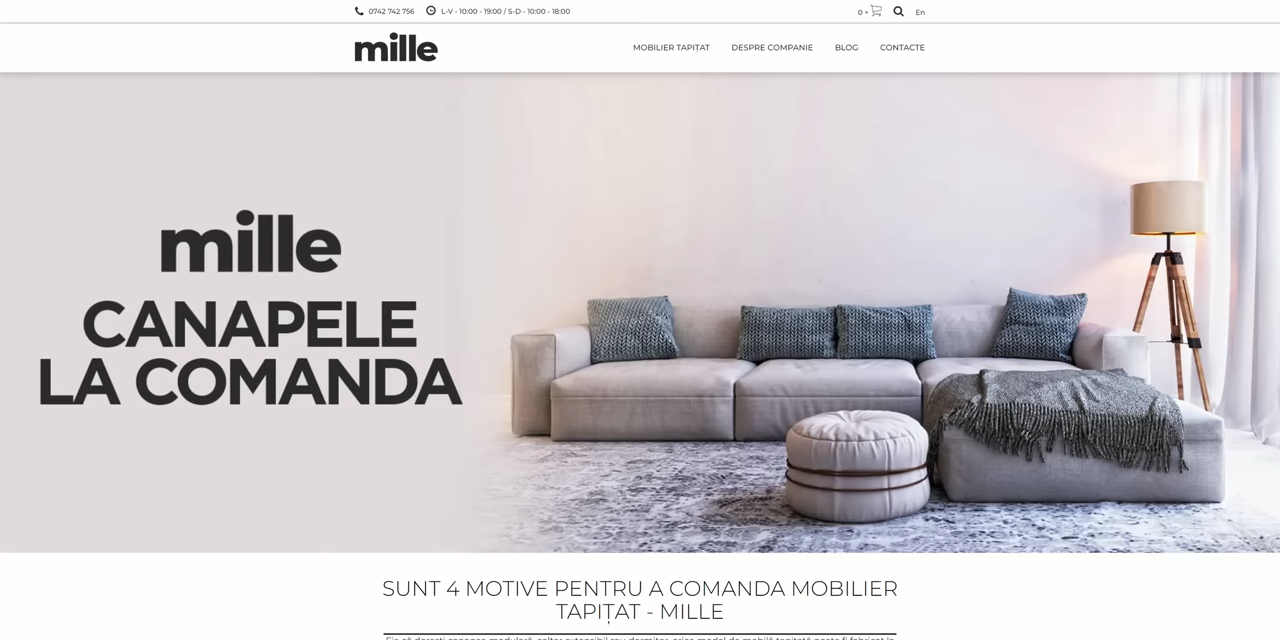 0742 742 756 L-V - 10:00 - 19:00 / S-D - 10:00 - 18:00 0 × En
mille MOBILIER TAPIȚAT DESPRE COMPANIE BLOG CONTACTE
mille
CANAPELE
LA COMANDA
SUNT 4 MOTIVE PENTRU A COMANDA MOBILIER
TAPIȚAT - MILLE